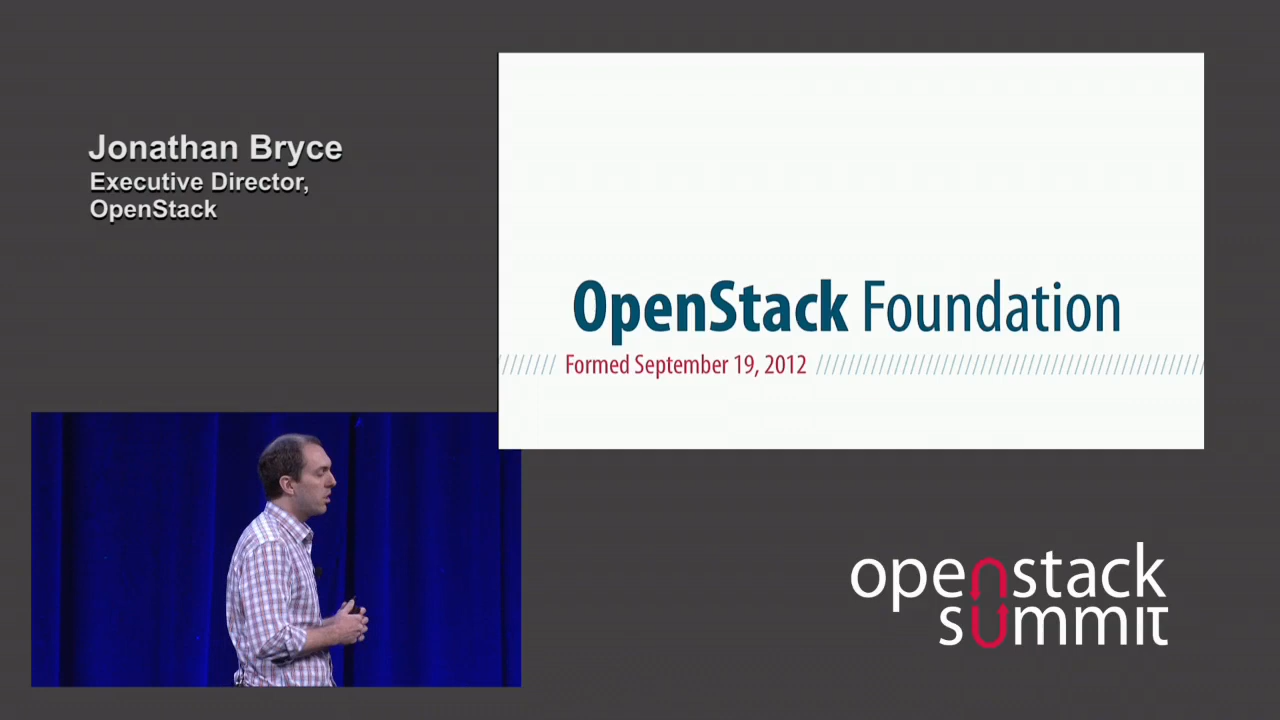 Jonathan Bryce
Executive Director,
OpenStack
OpenStack Foundation
Formed September 19, 2012
openstack
summit